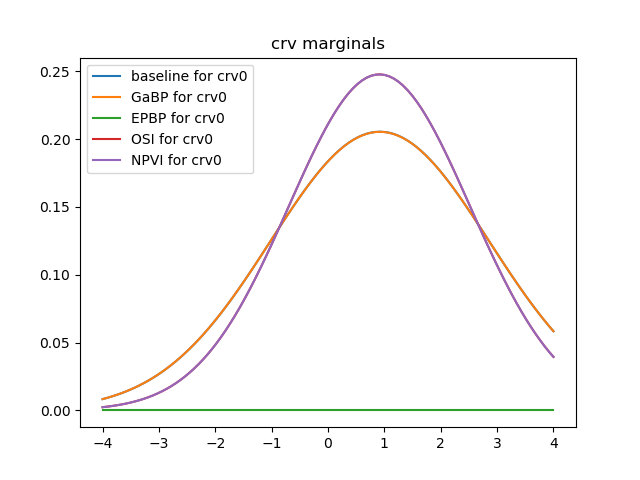 crv marginals
0.25
0.20
0.15
0.10
0.05
0.00
baseline for crv0
GaBP for crv0
EPBP for crv0
OSI for crv0
NPVI for crv0
−4 −3 −2 −1 0 1 2 3 4